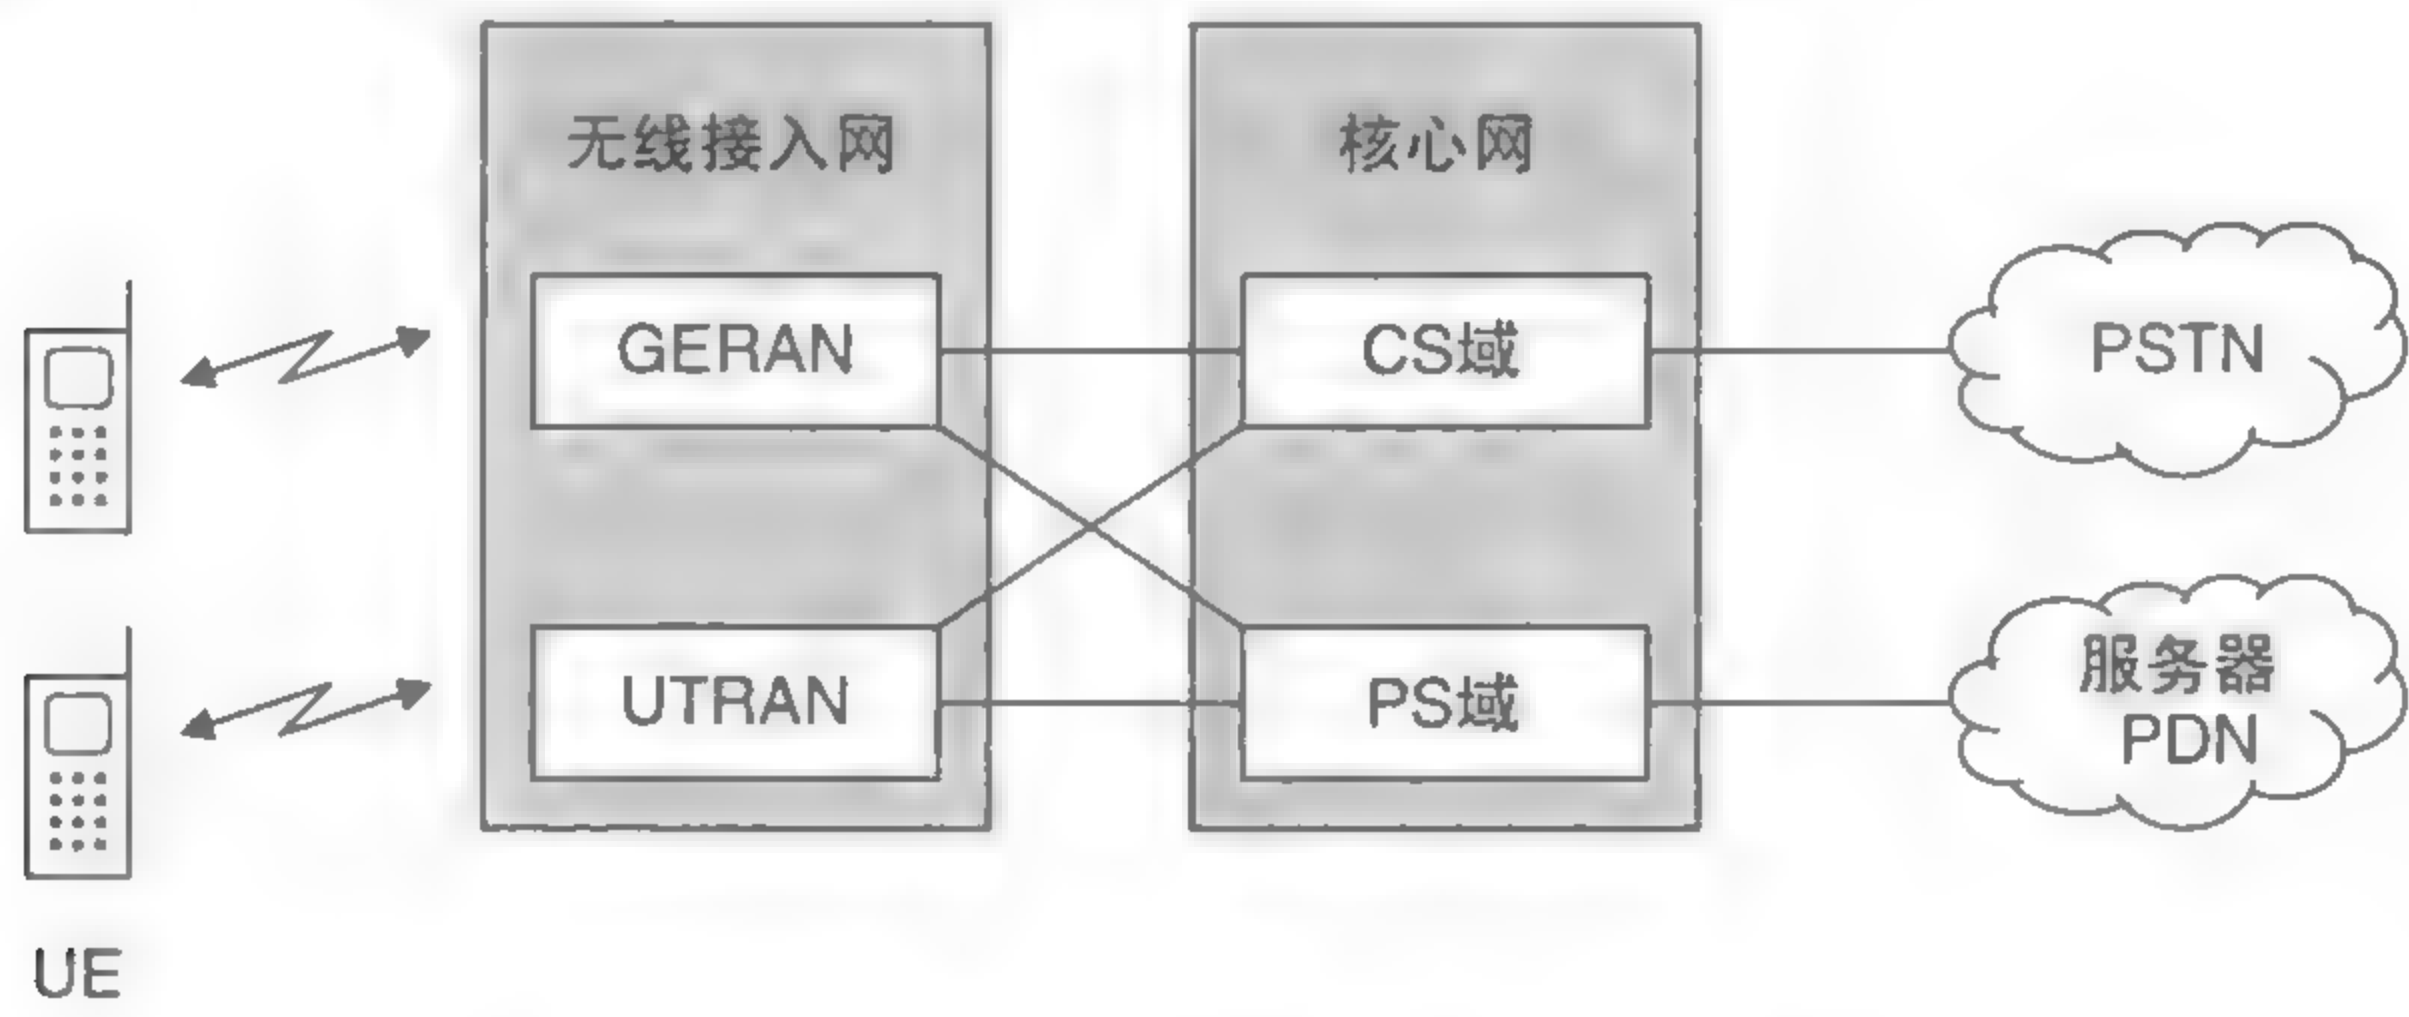 无线接入网
核心网
GERAN
CS域
PSTN
UTRAN
PS域
服务器
PDN
UE